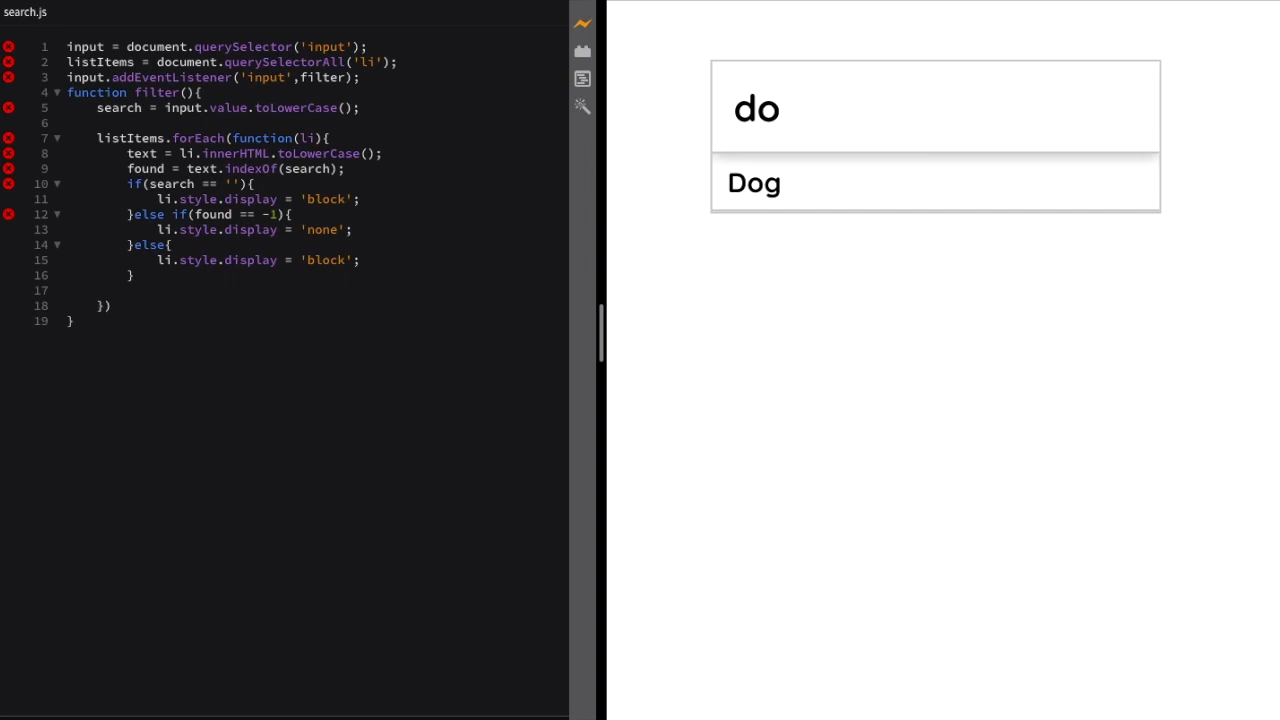 search.js
1 input = document.querySelector('input');
2 listItems = document.querySelectorAll('li');
3 input.addEventListener('input',filter);
4 function filter(){
5 search = input.value.toLowerCase();
6
7 listItems.forEach(function(li){
8 text = li.innerHTML.toLowerCase();
9 found = text.indexOf(search);
10 if(search == ''){
11 li.style.display = 'block';
12 }else if(found == -1){
13 li.style.display = 'none';
14 }else{
15 li.style.display = 'block';
16 }
17
18 })
19 }
do
Dog